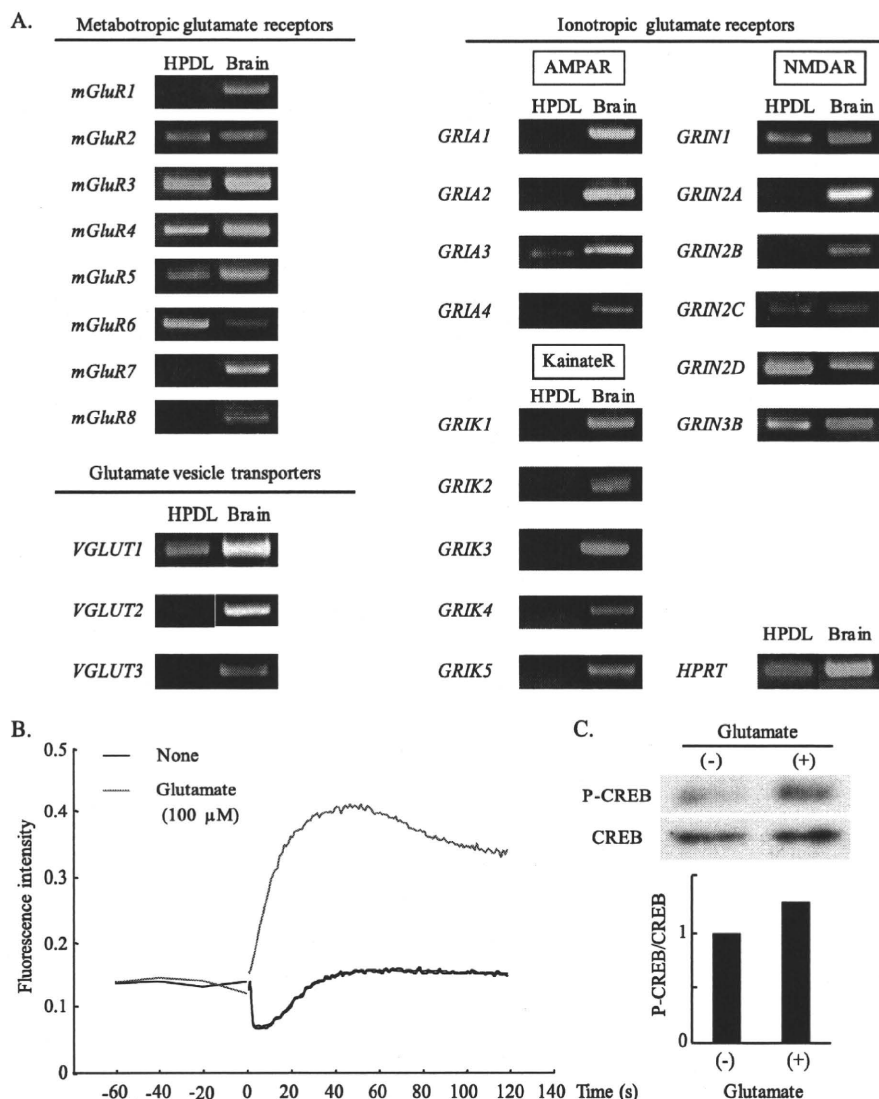 A.
Metabotropic glutamate receptors
HPDL Brain
mGluR1
mGluR2
mGluR3
mGluR4
mGluR5
mGluR6
mGluR7
mGluR8
Glutamate vesicle transporters
HPDL Brain
VGLUT1
VGLUT2
VGLUT3
Ionotropic glutamate receptors
AMPAR
HPDL Brain
GRIA1
GRIA2
GRIA3
GRIA4
KainateR
HPDL Brain
GRIK1
GRIK2
GRIK3
GRIK4
GRIK5
NMDAR
HPDL Brain
GRIN1
GRIN2A
GRIN2B
GRIN2C
GRIN2D
GRIN3B
HPDL Brain
HPRT
B.
Fluorescence intensity
0.5
0.4
0.3
0.2
0.1
0
None
Glutamate
(100 µM)
-60 -40 -20 0 20 40 60 80 100 120 140 Time (s)
C.
Glutamate
(-) (+)
P-CREB
CREB
P-CREB/CREB
1
0
(-) (+)
Glutamate